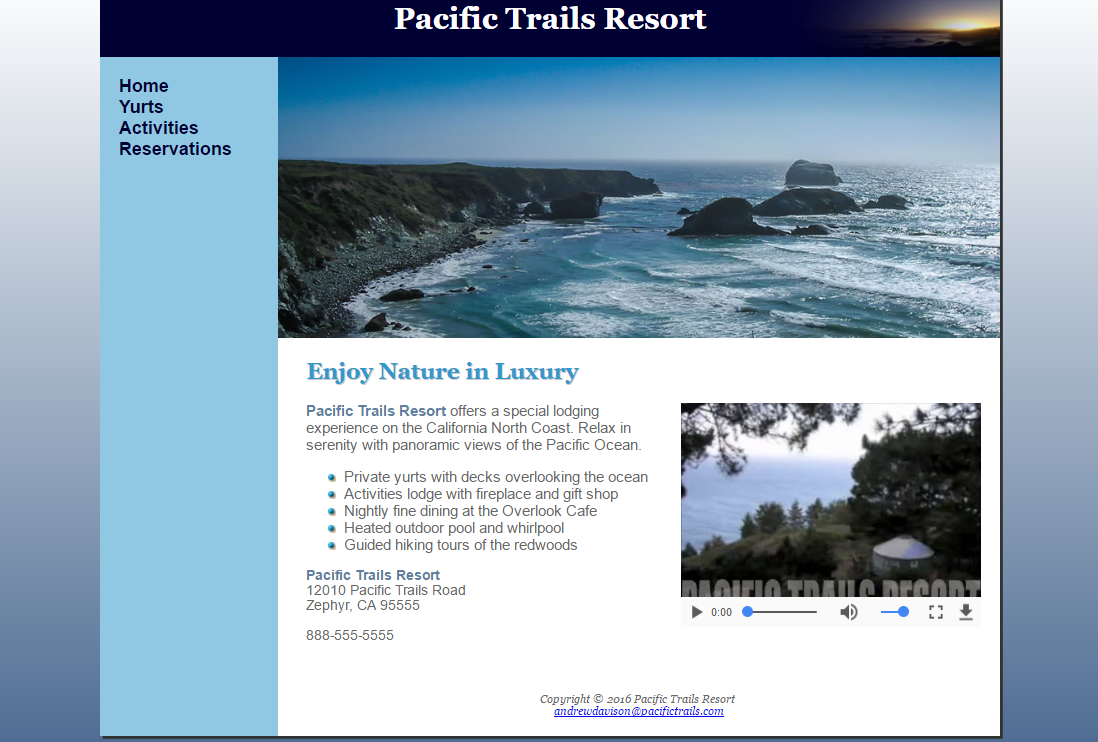 Pacific Trails Resort
Home
Yurts
Activities
Reservations
Enjoy Nature in Luxury
Pacific Trails Resort offers a special lodging
experience on the California North Coast. Relax in
serenity with panoramic views of the Pacific Ocean.
Private yurts with decks overlooking the ocean
Activities lodge with fireplace and gift shop
Nightly fine dining at the Overlook Cafe
Heated outdoor pool and whirlpool
Guided hiking tours of the redwoods
Pacific Trails Resort
12010 Pacific Trails Road
Zephyr, CA 95555
888-555-5555
PACIFIC TRAILS RESORT
0:00
Copyright © 2016 Pacific Trails Resort
andrewdavison@pacifictrails.com